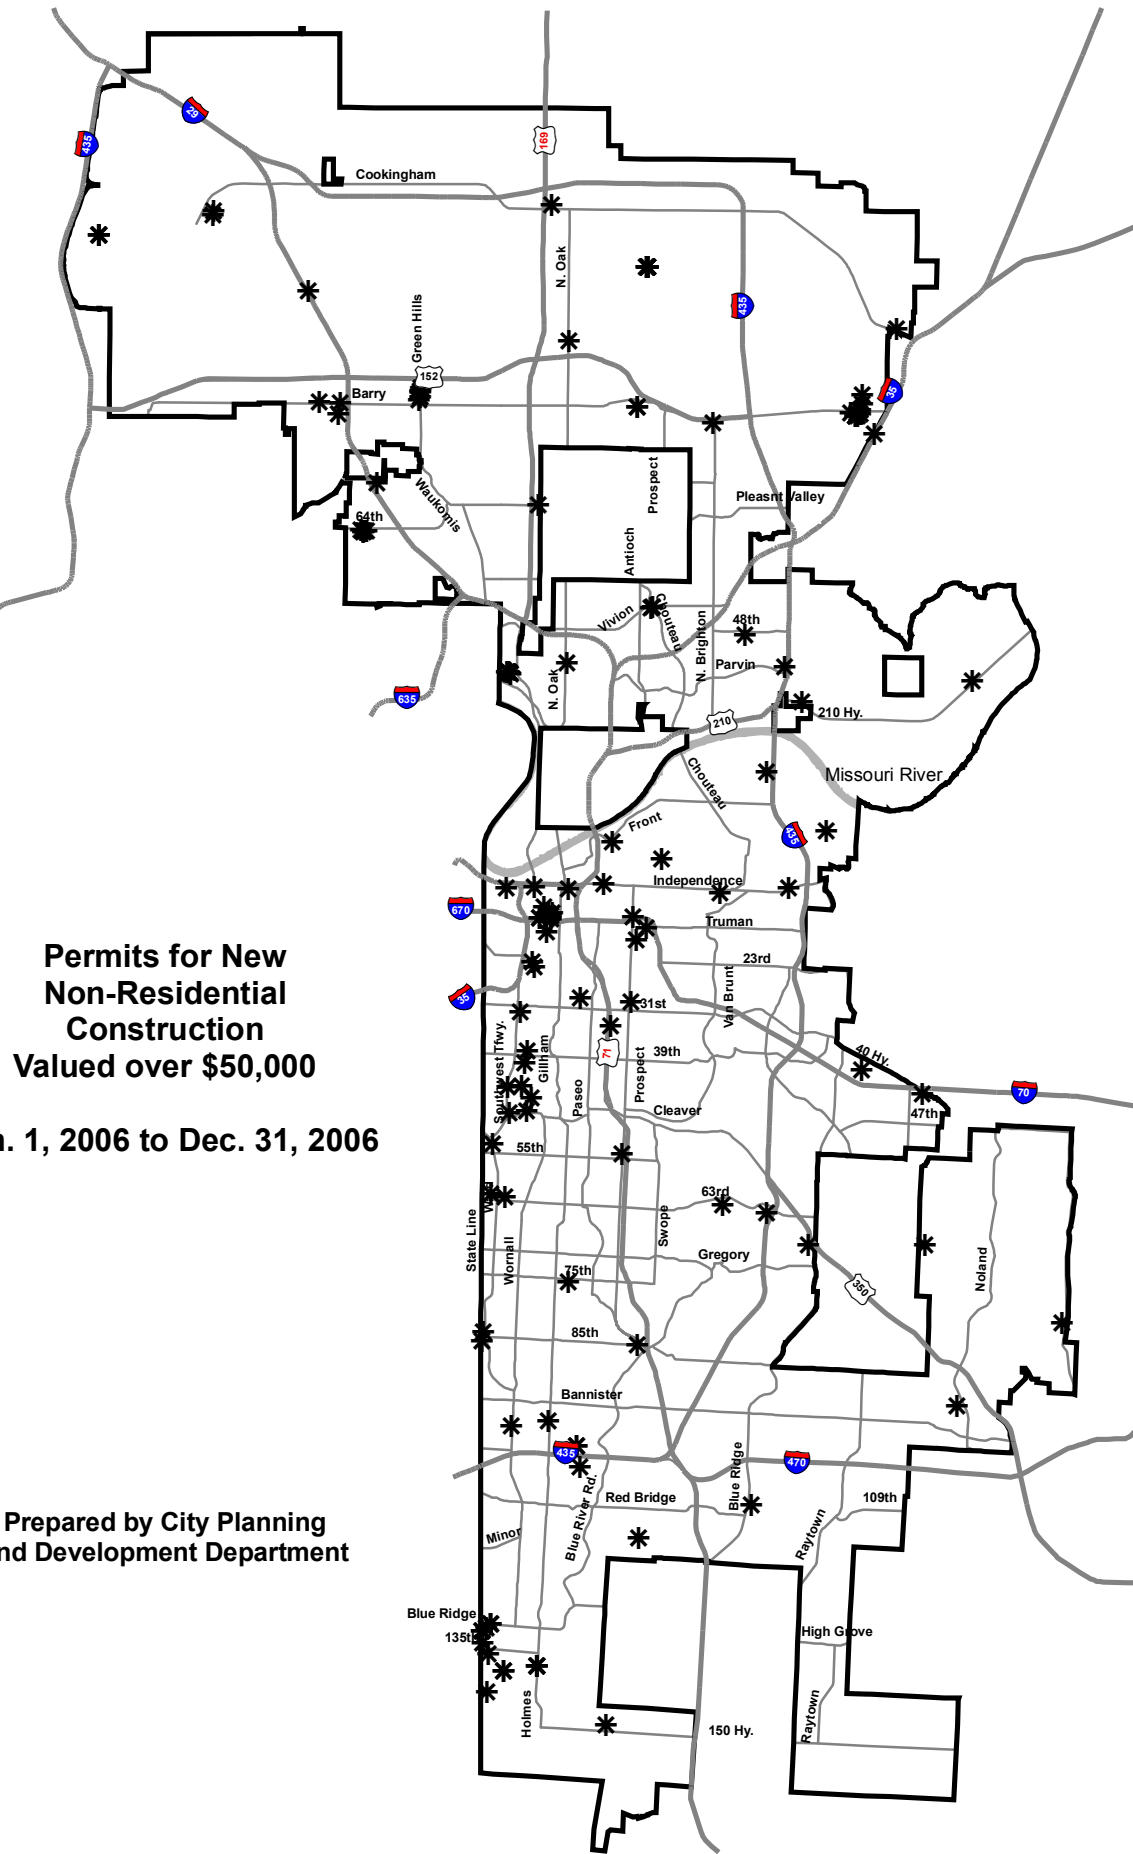 29
435
169
Cookingham
N. Oak
435
Green Hills
152
35
Barry
Prospect
Waukomis
Pleasnt Valley
64th
Antioch
Vivion
Chouteau
N. Brighton
48th
Parvin
N. Oak
635
210
210 Hy.
Missouri River
Chouteau
Front
435
Independence
670
Truman
23rd
35
31st
Van Brunt
Southwest Tfwy.
Gillham
71
39th
40 Hy.
Paseo
Prospect
70
Cleaver
47th
55th
63rd
Swope
State Line
Wornall
Gregory
Noland
75th
350
85th
Bannister
435
470
Blue Ridge
Red Bridge
109th
Blue River Rd.
Raytown
Minor
Blue Ridge
135th
High Grove
Holmes
Raytown
150 Hy.
Permits for New
Non-Residential
Construction
Valued over $50,000
n. 1, 2006 to Dec. 31, 2006
Prepared by City Planning
nd Development Department